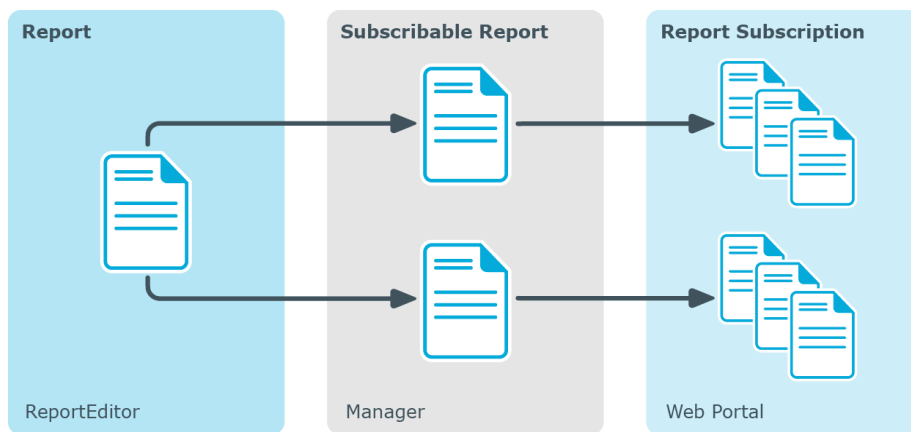 Report
Subscribable Report
Report Subscription
ReportEditor
Manager
Web Portal